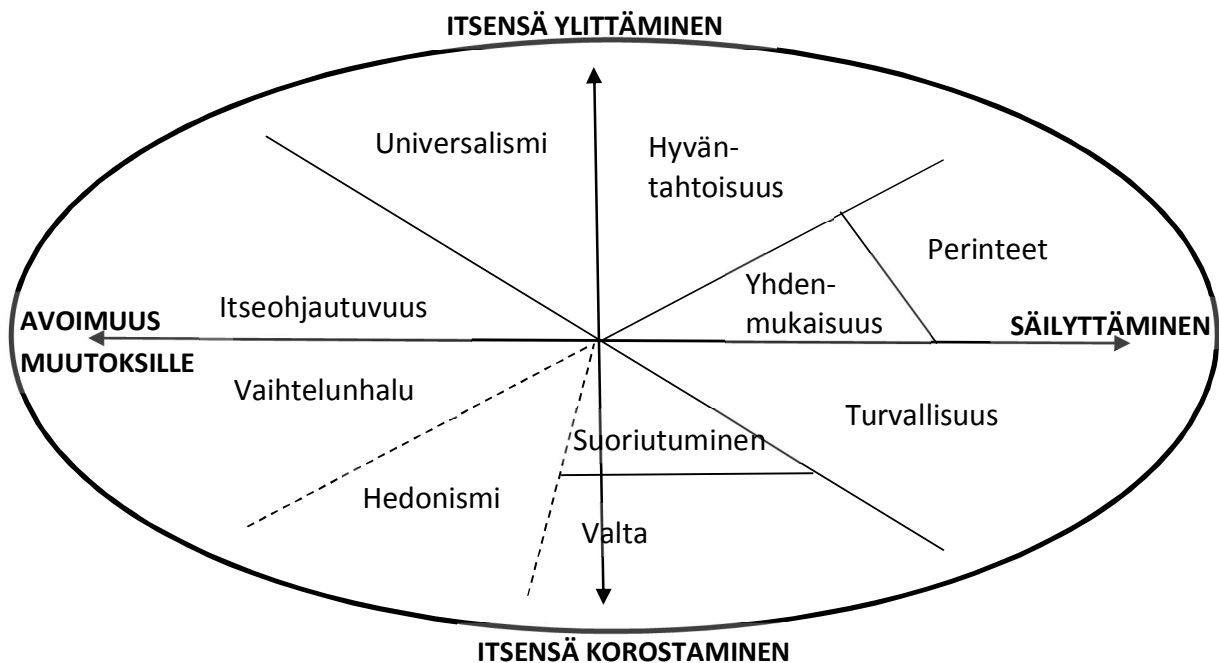 ITSENSÄ YLITTÄMINEN
Universalismi
Hyvän-
tahtoisuus
Perinteet
Yhden-
mukaisuus
Itseohjautuvuus
AVOIMUUS
MUUTOKSILLE
SÄILYTTÄMINEN
Vaihtelunhalu
Turvallisuus
Suoriutuminen
Hedonismi
Valta
ITSENSÄ KOROSTAMINEN